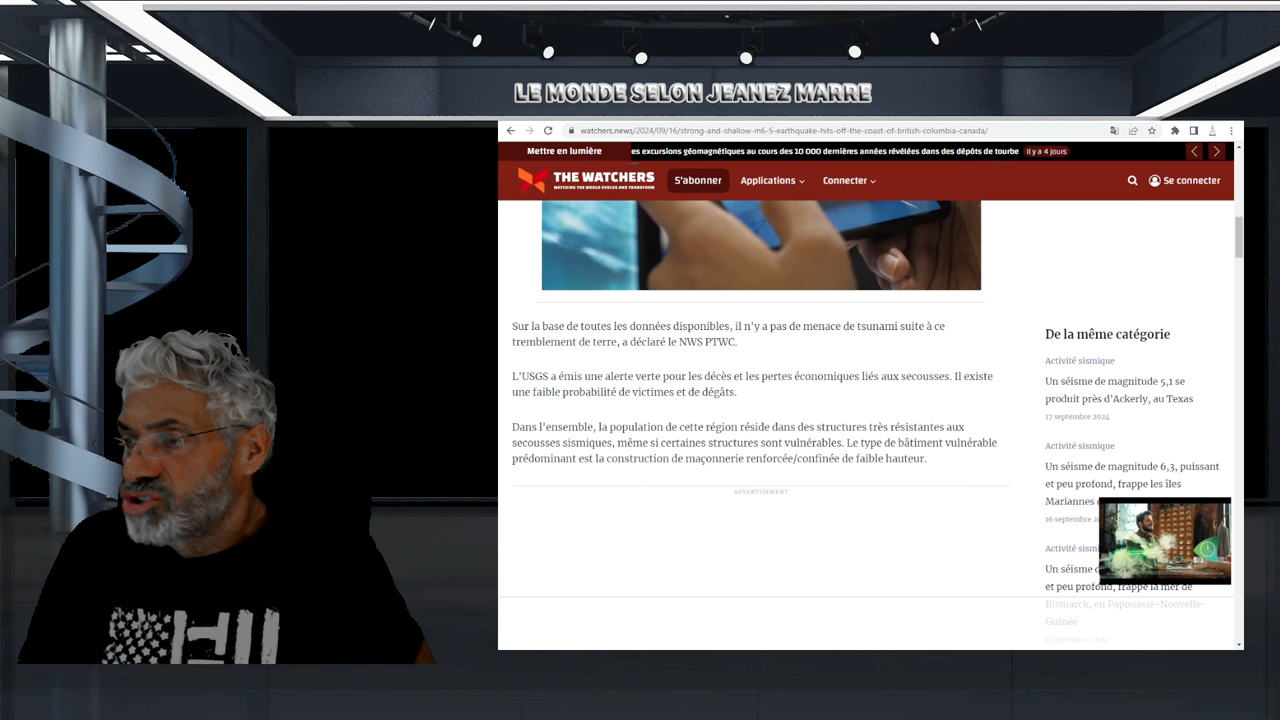 LE MONDE SELON JEANEZ MARRE
watchers.news/2024/09/16/strong-and-shallow-m6-5-earthquake-hits-off-the-coast-of-british-columbia-canada/
Mettre en lumière
es excursions géomagnétiques au cours des 10 000 dernières années révélées dans des dépôts de tourbe
Il y a 4 jours
THE WATCHERS
WATCHING THE WORLD EVOLVE AND TRANSFORM
S'abonner
Applications
Connecter
Se connecter
Sur la base de toutes les données disponibles, il n'y a pas de menace de tsunami suite à ce
tremblement de terre, a déclaré le NWS PTWC.
L'USGS a émis une alerte verte pour les décès et les pertes économiques liés aux secousses. Il existe
une faible probabilité de victimes et de dégâts.
Dans l'ensemble, la population de cette région réside dans des structures très résistantes aux
secousses sismiques, même si certaines structures sont vulnérables. Le type de bâtiment vulnérable
prédominant est la construction de maçonnerie renforcée/confinée de faible hauteur.
ADVERTISEMENT
De la même catégorie
Activité sismique
Un séisme de magnitude 5,1 se
produit près d'Ackerly, au Texas
17 septembre 2024
Activité sismique
Un séisme de magnitude 6,3, puissant
et peu profond, frappe les îles
Mariannes
16 septembre
Activité sismi
Un séisme
et peu profond, frappe la mer de
Bismarck, en Papouasie-Nouvelle-
Guinée
septembre 2024